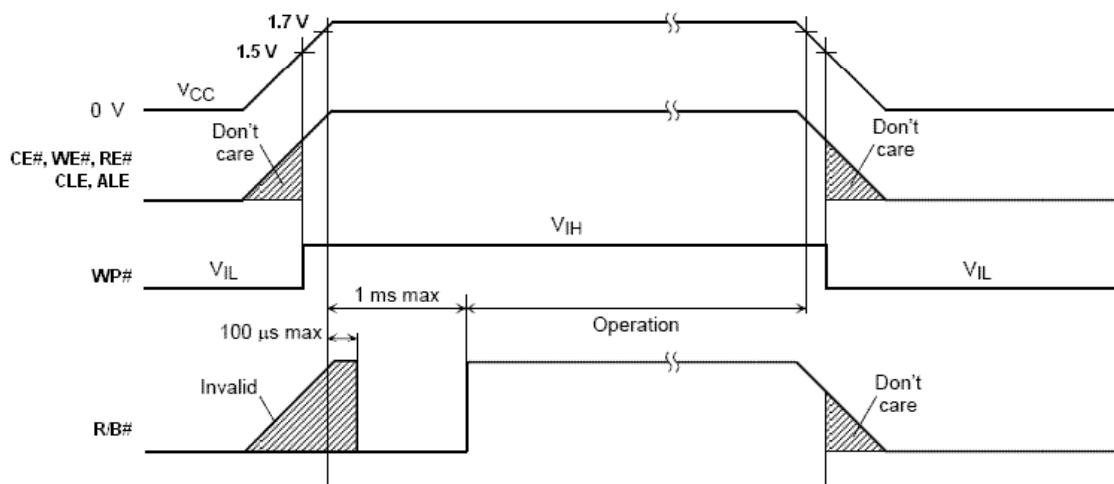 1.7 V
1.5 V
VCC
0 V
Don't
care
Don't
care
CE#, WE#, RE#
CLE, ALE
VIH
WP#
VIL
VIL
1 ms max
Operation
100 μs max
Invalid
Don't
care
R/B#